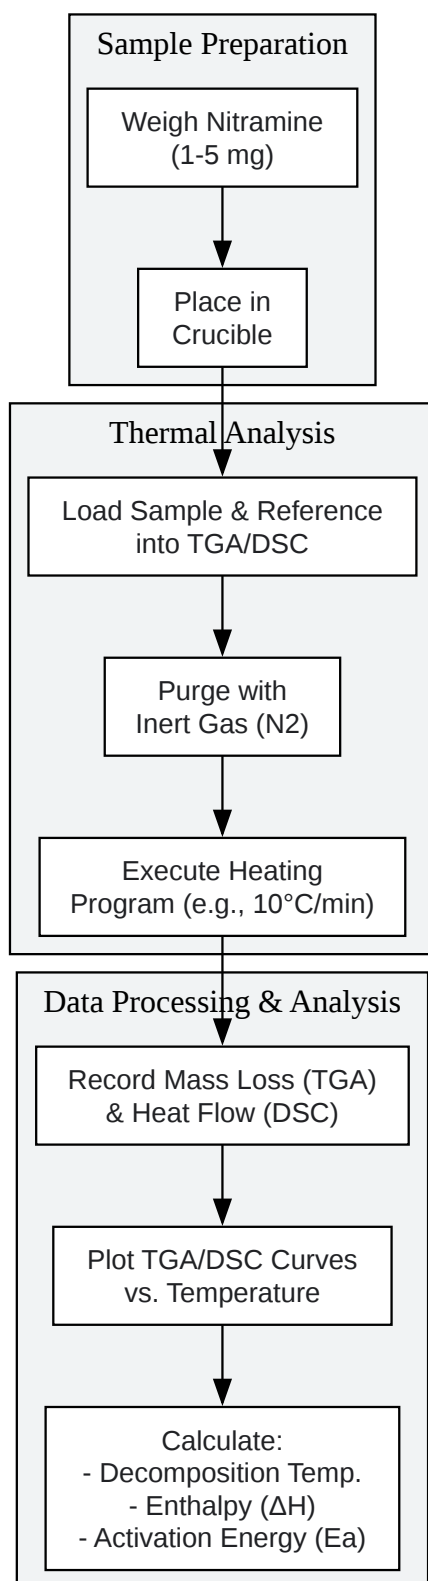 Sample Preparation
Weigh Nitramine
(1-5 mg)
Place in
Crucible
Thermal Analysis
Load Sample & Reference
into TGA/DSC
Purge with
Inert Gas (N2)
Execute Heating
Program (e.g., 10°C/min)
Data Processing & Analysis
Record Mass Loss (TGA)
& Heat Flow (DSC)
Plot TGA/DSC Curves
vs. Temperature
Calculate:
- Decomposition Temp.
- Enthalpy (ΔH)
- Activation Energy (Ea)